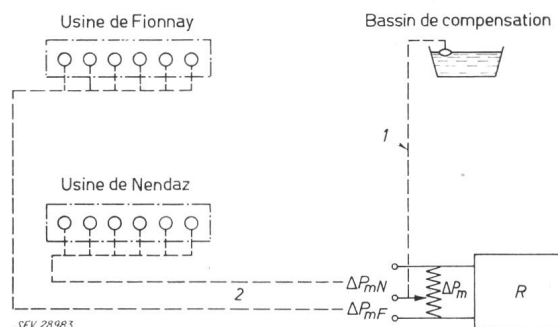 Usine de Fionnay
Bassin de compensation
1
Usine de Nendaz
ΔPmN
2
ΔPm
R
ΔPmF
SEV 28983